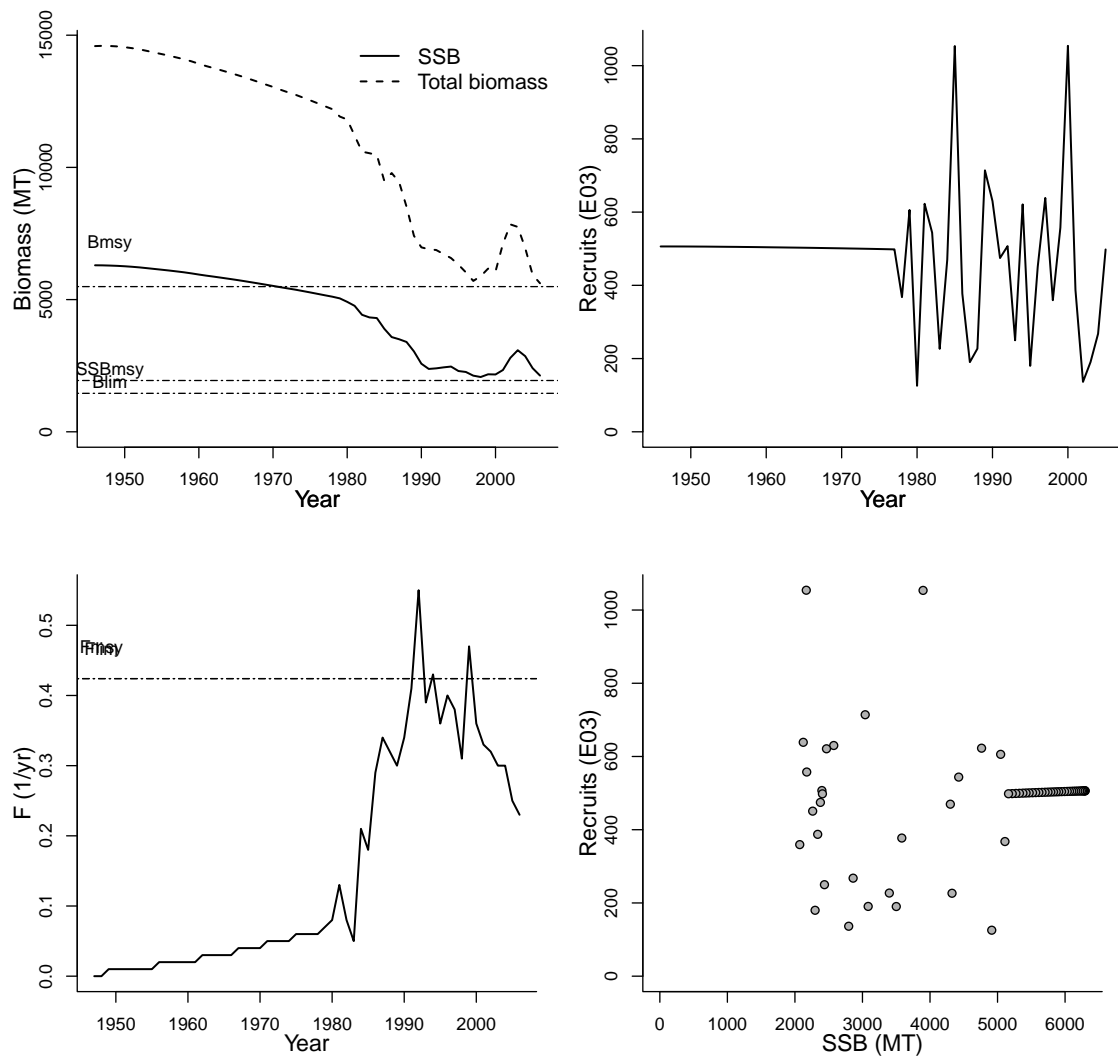 15000
10000
5000
0
Biomass (MT)
SSB
Total biomass
Bmsy
SSBmsy
Blim
1950 1960 1970 1980 1990 2000
Year
1000
800
600
400
200
0
Recruits (E03)
1950 1960 1970 1980 1990 2000
Year
0.5
0.4
0.3
0.2
0.1
0.0
F (1/yr)
Fmsy
Flim
1950 1960 1970 1980 1990 2000
Year
1000
800
600
400
200
0
Recruits (E03)
0 1000 2000 3000 4000 5000 6000
SSB (MT)